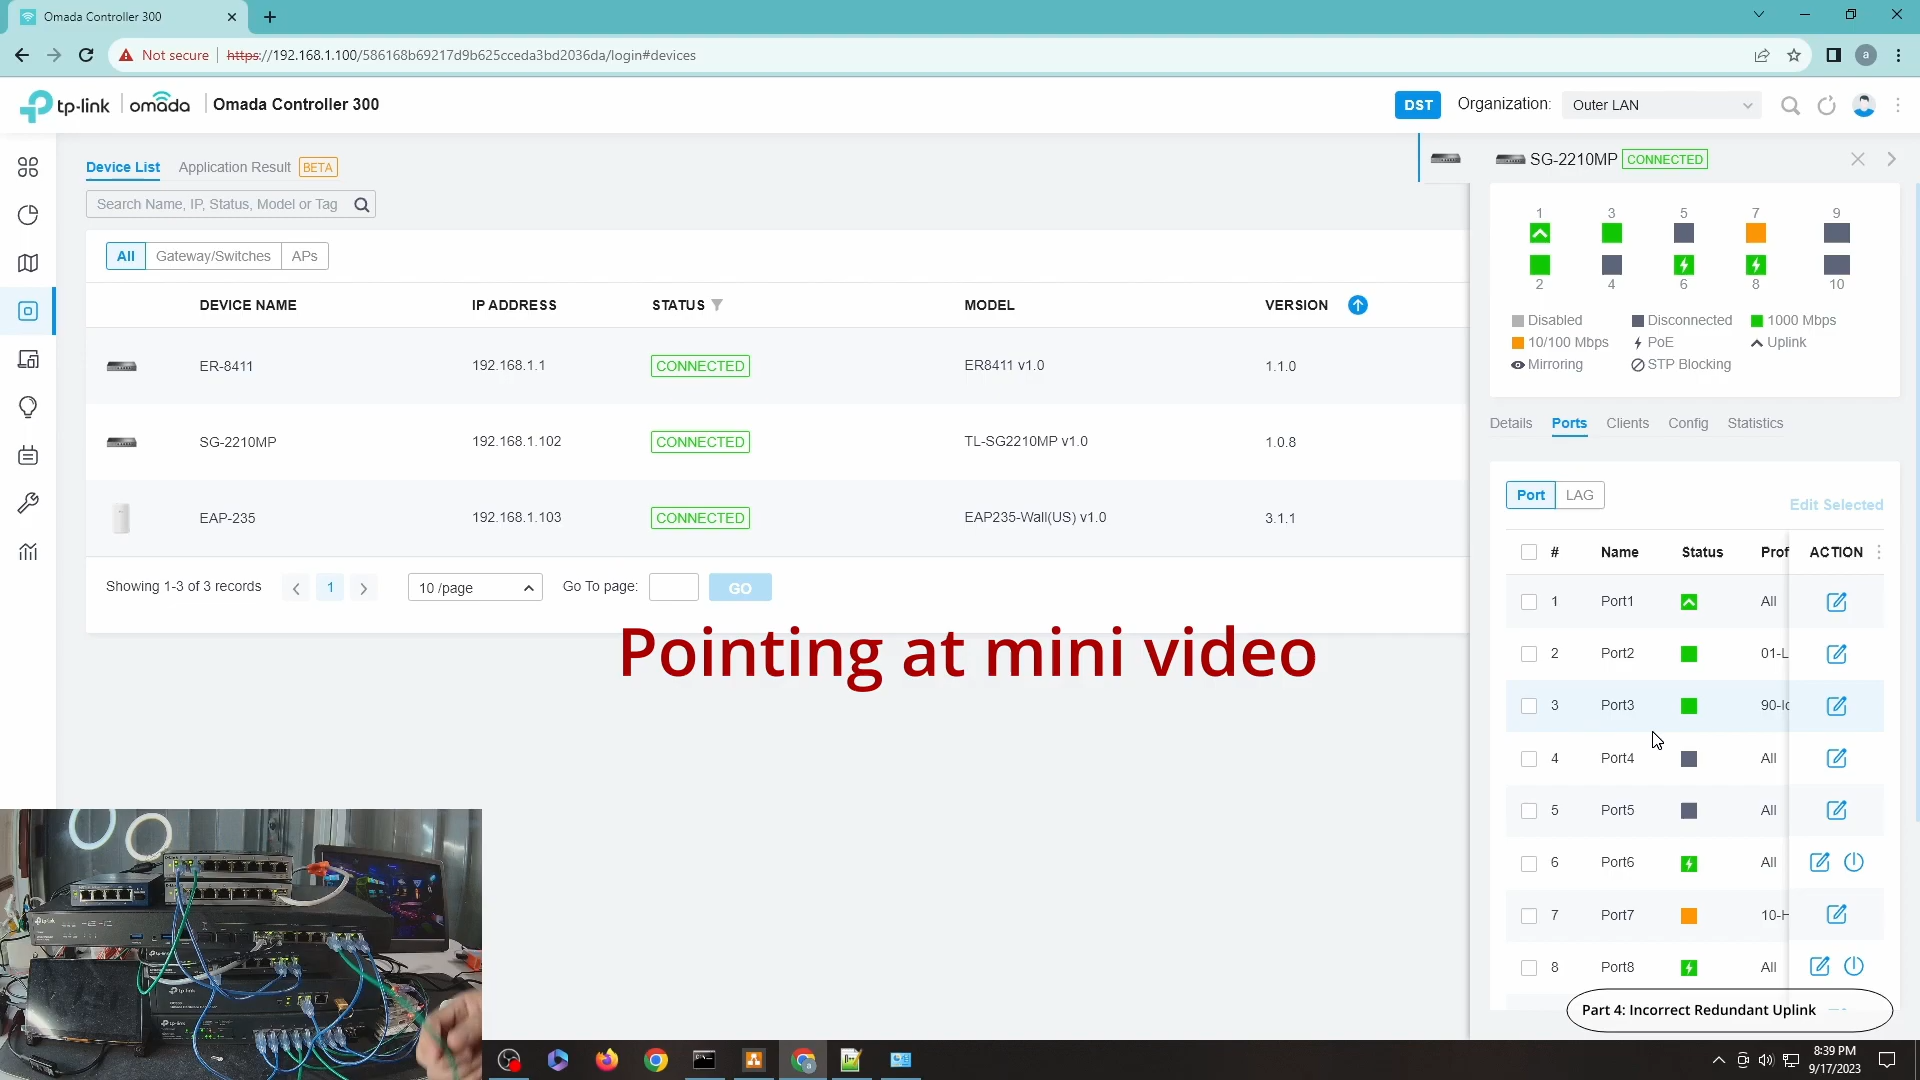 Omada Controller 300
Not secure
https://192.168.1.100/586168b69217d9b625cceda3bd2036da/login#devices
a
tp-link omada Omada Controller 300
DST Organization: Outer LAN
Device List Application Result BETA
Search Name, IP, Status, Model or Tag
All Gateway/Switches APs
DEVICE NAME IP ADDRESS STATUS MODEL VERSION
ER-8411 192.168.1.1 CONNECTED ER8411 v1.0 1.1.0
SG-2210MP 192.168.1.102 CONNECTED TL-SG2210MP v1.0 1.0.8
EAP-235 192.168.1.103 CONNECTED EAP235-Wall(US) v1.0 3.1.1
Showing 1-3 of 3 records 1 10 /page Go To page: GO
Pointing at mini video
SG-2210MP CONNECTED
1 3 5 7 9
2 4 6 8 10
Disabled Disconnected 1000 Mbps
10/100 Mbps PoE Uplink
Mirroring STP Blocking
Details Ports Clients Config Statistics
Port LAG
Edit Selected
# Name Status Prof ACTION
1 Port1 All
2 Port2 01-L
3 Port3 90-Ic
4 Port4 All
5 Port5 All
6 Port6 All
7 Port7 10-H
8 Port8 All
Part 4: Incorrect Redundant Uplink
tp-link
tp-link
8:39 PM
9/17/2023